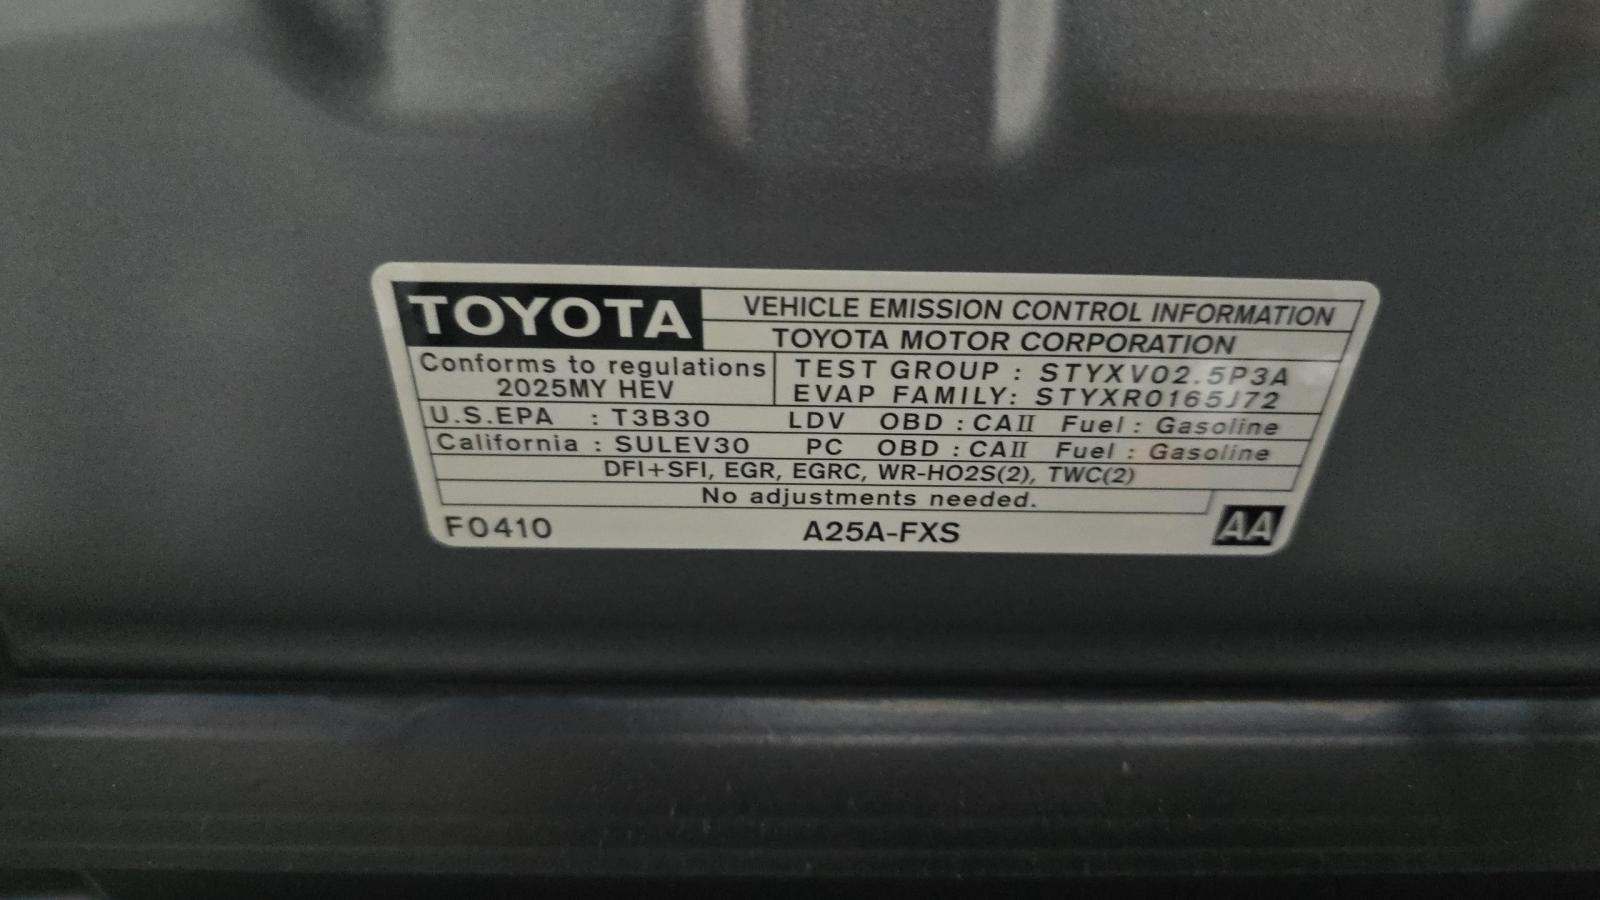 TOYOTA
VEHICLE EMISSION CONTROL INFORMATION
TOYOTA MOTOR CORPORATION
Conforms to regulations
2025MY HEV
TEST GROUP : STYXV02.5P3A
EVAP FAMILY: STYXR0165J72
U.S.EPA : T3B30 LDV OBD : CAII Fuel : Gasoline
California : SULEV30 PC OBD : CAII Fuel : Gasoline
DFI+SFI, EGR, EGRC, WR-HO2S(2), TWC(2)
No adjustments needed.
F0410 A25A-FXS AA